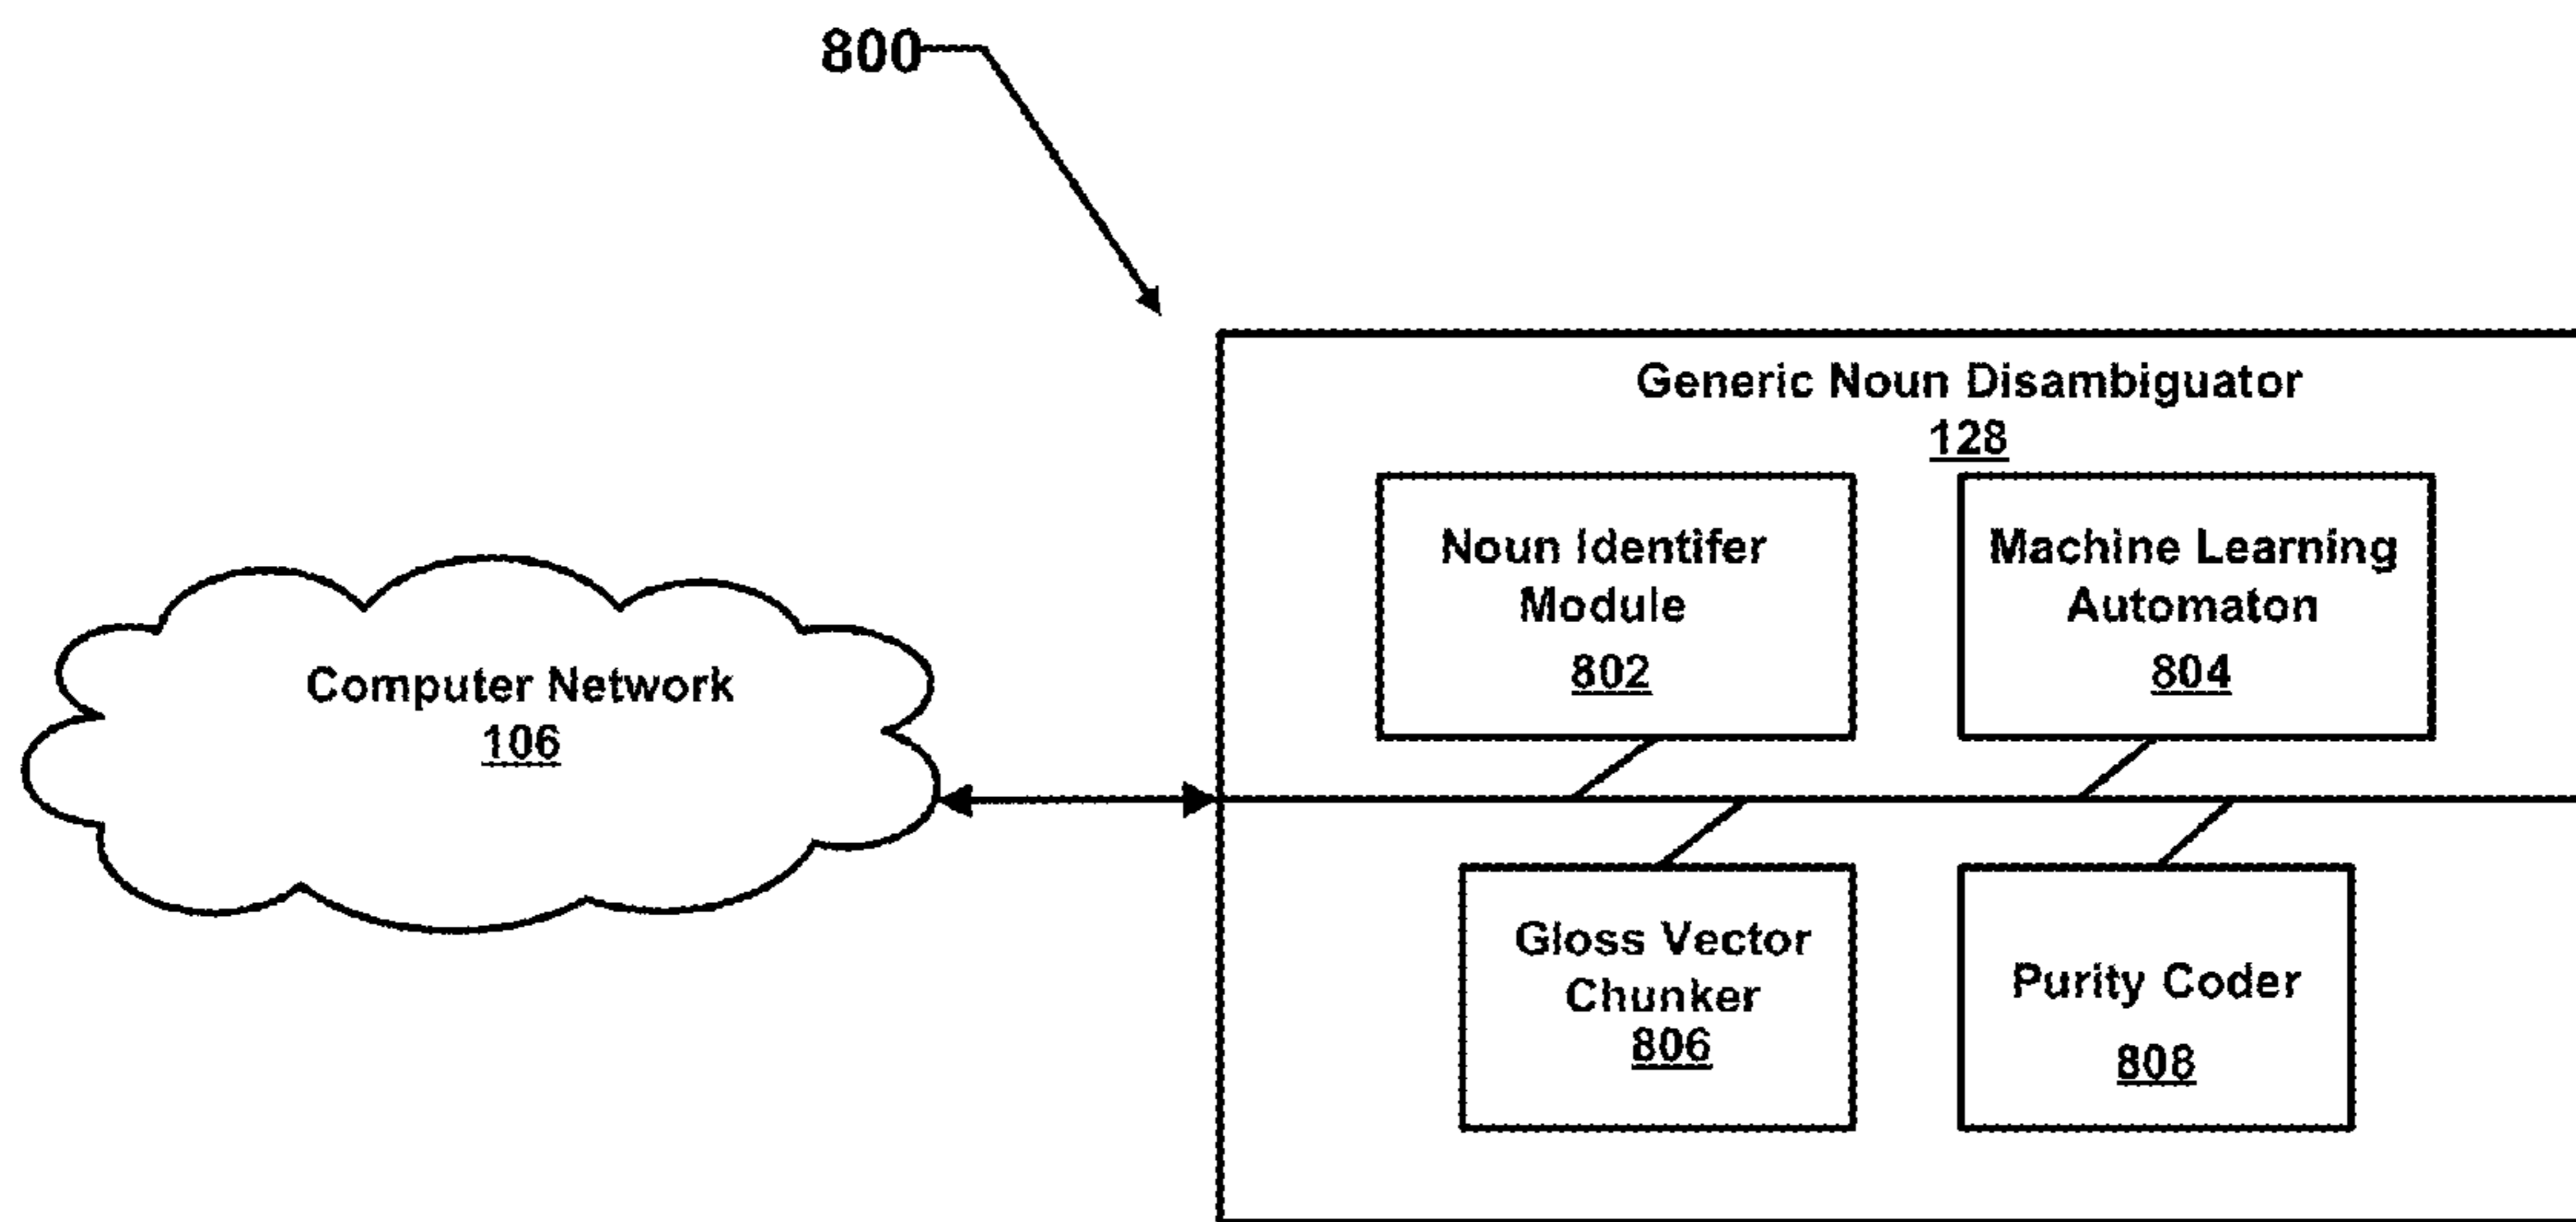 800
Generic Noun Disambiguator
128
Noun Identifer
Module
802
Machine Learning
Automaton
804
Computer Network
106
Gloss Vector
Chunker
806
Purity Coder
808